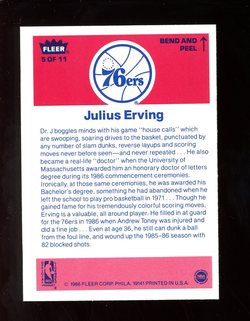 FLEER
5 OF 11
BEND AND
PEEL
76ers
Julius Erving
Dr. J boggles minds with his game "house calls" which
are swooping, soaring drives to the basket, punctuated by
any number of slam dunks, reverse layups and scoring
moves never before seen—and never repeated . . . He also
became a real-life "doctor" when the University of
Massachusetts awarded him an honorary doctor of letters
degree during its 1986 commencement ceremonies.
Ironically, at those same ceremonies, he was awarded his
Bachelor's degree, something he had abandoned when he
left the school to play pro basketball in 1971 . . . Though he
gained fame for his tremendously colorful scoring moves,
Erving is a valuable, all around player. He filled in at guard
for the 76ers in 1986 when Andrew Toney was injured and
did a fine job . . . Even at age 36, he still can dunk a ball
from the foul line, and wound up the 1985-86 season with
82 blocked shots.
© 1986 FLEER CORP. PHILA. 19141 PRINTED IN U.S.A.